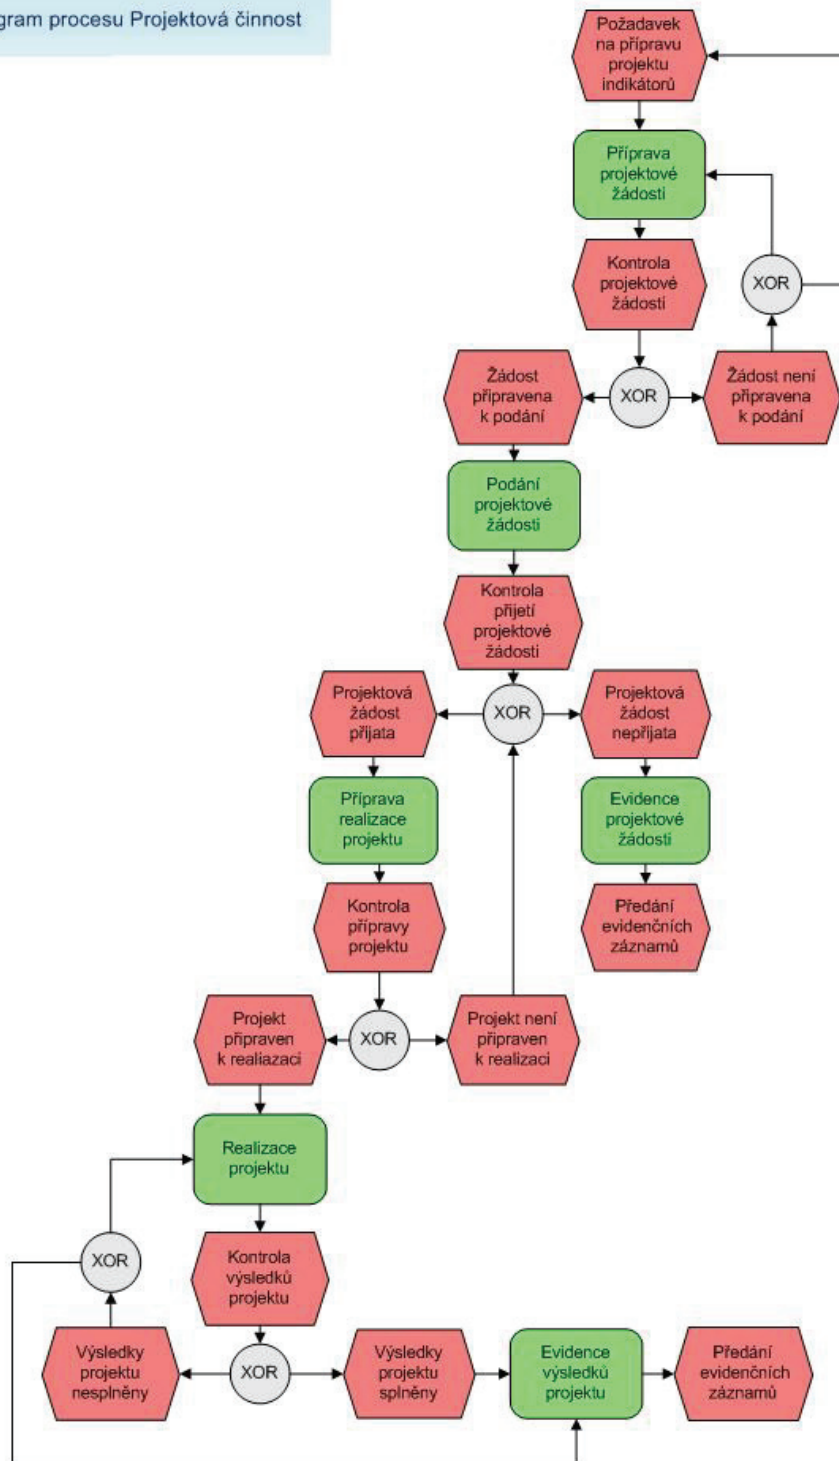 gram procesu Projektová činnost
Požadavek
na přípravu
projektu
indikátorů
Příprava
projektové
žádosti
Kontrola
projektové
žádosti
XOR
Žádost
připravena
k podání
XOR
Žádost není
připravena
k podání
Podání
projektové
žádosti
Kontrola
přijetí
projektové
žádosti
Projektová
žádost
přijata
XOR
Projektová
žádost
nepřijata
Příprava
realizace
projektu
Evidence
projektové
žádosti
Kontrola
přípravy
projektu
Předání
evidenčních
záznamů
Projekt
připraven
k realiazaci
XOR
Projekt není
připraven
k realizaci
Realizace
projektu
XOR
Kontrola
výsledků
projektu
Výsledky
projektu
nesplněny
XOR
Výsledky
projektu
splněny
Evidence
výsledků
projektu
Předání
evidenčních
záznamů